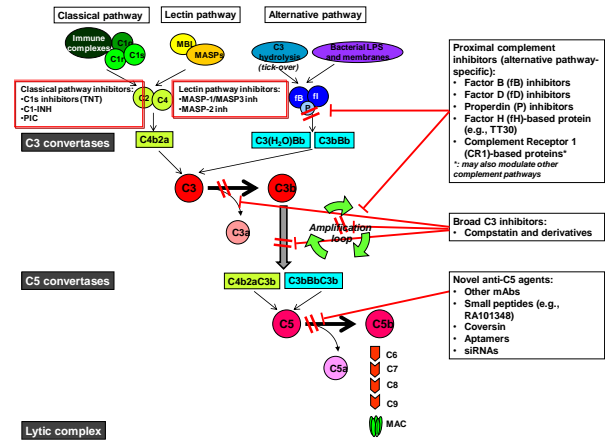 Classical pathway
Lectin pathway
Alternative pathway
Immune
complexes
C1q
C1r
C1s
MBL
MASPs
C3
hydrolysis
(tick-over)
Bacterial LPS
and membranes
Classical pathway inhibitors:
•C1s inhibitors (TNT)
•C1-INH
•PIC
C2
C4
Lectin pathway inhibitors:
•MASP-1/MASP3 inh
•MASP-2 inh
fB
fI
P
C3 convertases
C4b2a
C3(H2O)Bb
C3bBb
C3
C3b
C3a
Amplification
loop
C5 convertases
C4b2aC3b
C3bBbC3b
C5
C5b
C5a
C6
C7
C8
C9
MAC
Lytic complex
Proximal complement
inhibitors (alternative pathway-
specific):
• Factor B (fB) inhibitors
• Factor D (fD) inhibitors
• Properdin (P) inhibitors
• Factor H (fH)-based protein
(e.g., TT30)
• Complement Receptor 1
(CR1)-based proteins*
*: may also modulate other
complement pathways
Broad C3 inhibitors:
• Compstatin and derivatives
Novel anti-C5 agents:
• Other mAbs
• Small peptides (e.g.,
RA101348)
• Coversin
• Aptamers
• siRNAs